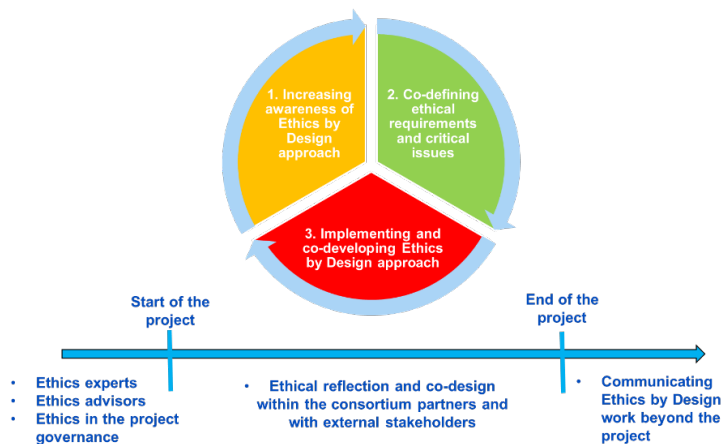 1. Increasing
awareness of
Ethics by
Design
approach
2. Co-defining
ethical
requirements
and critical
issues
3. Implementing and
co-developing Ethics
by Design approach
Start of the
project
End of the
project
• Ethics experts
• Ethics advisors
• Ethics in the project
governance
• Ethical reflection and co-design
within the consortium partners and
with external stakeholders
• Communicating
Ethics by Design
work beyond the
project